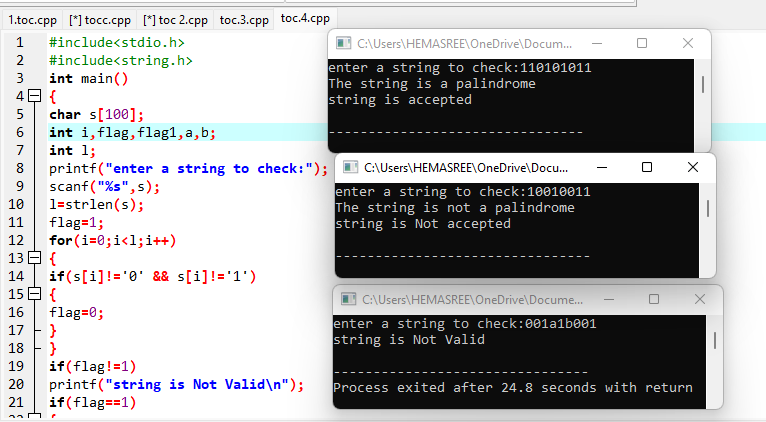 1.toc.cpp [*] tocc.cpp [*] toc 2.cpp toc.3.cpp toc.4.cpp
1 #include<stdio.h>
2 #include<string.h>
3 int main()
4 {
5 char s[100];
6 int i,flag,flag1,a,b;
7 int l;
8 printf("enter a string to check:");
9 scanf("%s",s);
10 l=strlen(s);
11 flag=1;
12 for(i=0;i<l;i++)
13 {
14 if(s[i]!='0' && s[i]!='1')
15 {
16 flag=0;
17 }
18 }
19 if(flag!=1)
20 printf("string is Not Valid\n");
21 if(flag==1)
C:\Users\HEMASREE\OneDrive\Docum...
enter a string to check:110101011
The string is a palindrome
string is accepted
--------------------------------
C:\Users\HEMASREE\OneDrive\Docu...
enter a string to check:10010011
The string is not a palindrome
string is Not accepted
--------------------------------
C:\Users\HEMASREE\OneDrive\Docume...
enter a string to check:001a1b001
string is Not Valid
--------------------------------
Process exited after 24.8 seconds with return